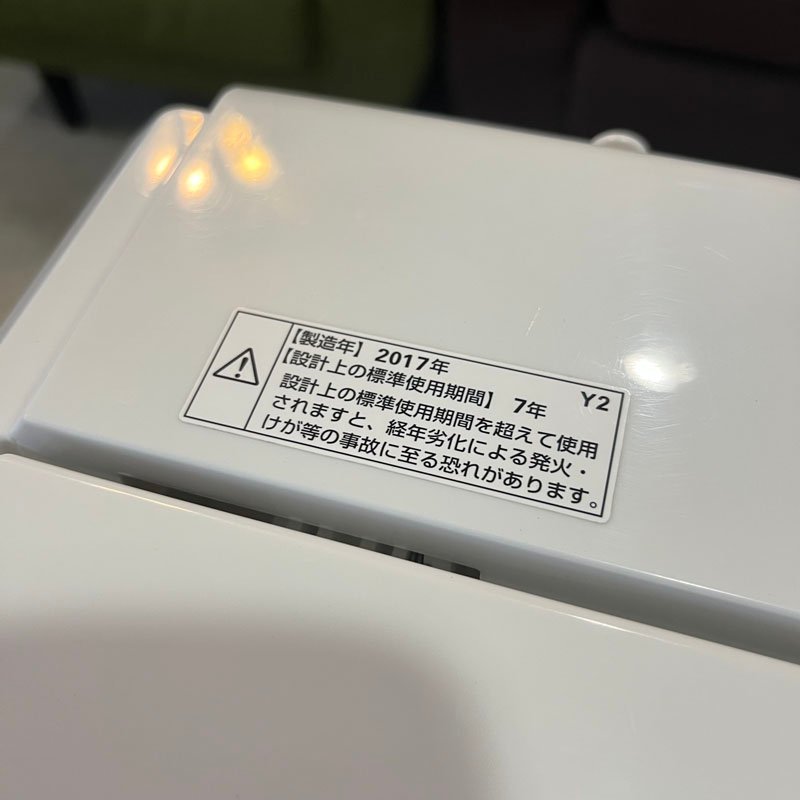 【製造年】 2017年
【設計上の標準使用期間】 7年 Y2
設計上の標準使用期間を超えて使用
されますと、経年劣化による発火・
けが等の事故に至る恐れがあります。